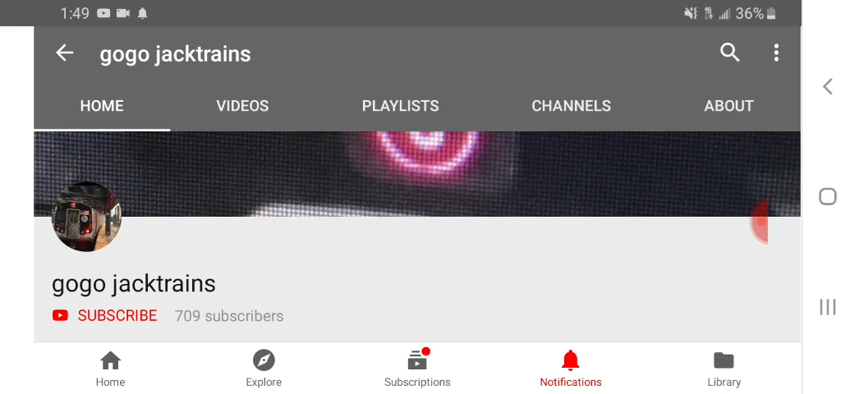 1:49 36%
gogo jacktrains
HOME VIDEOS PLAYLISTS CHANNELS ABOUT
gogo jacktrains
SUBSCRIBE 709 subscribers
Home Explore Subscriptions Notifications Library